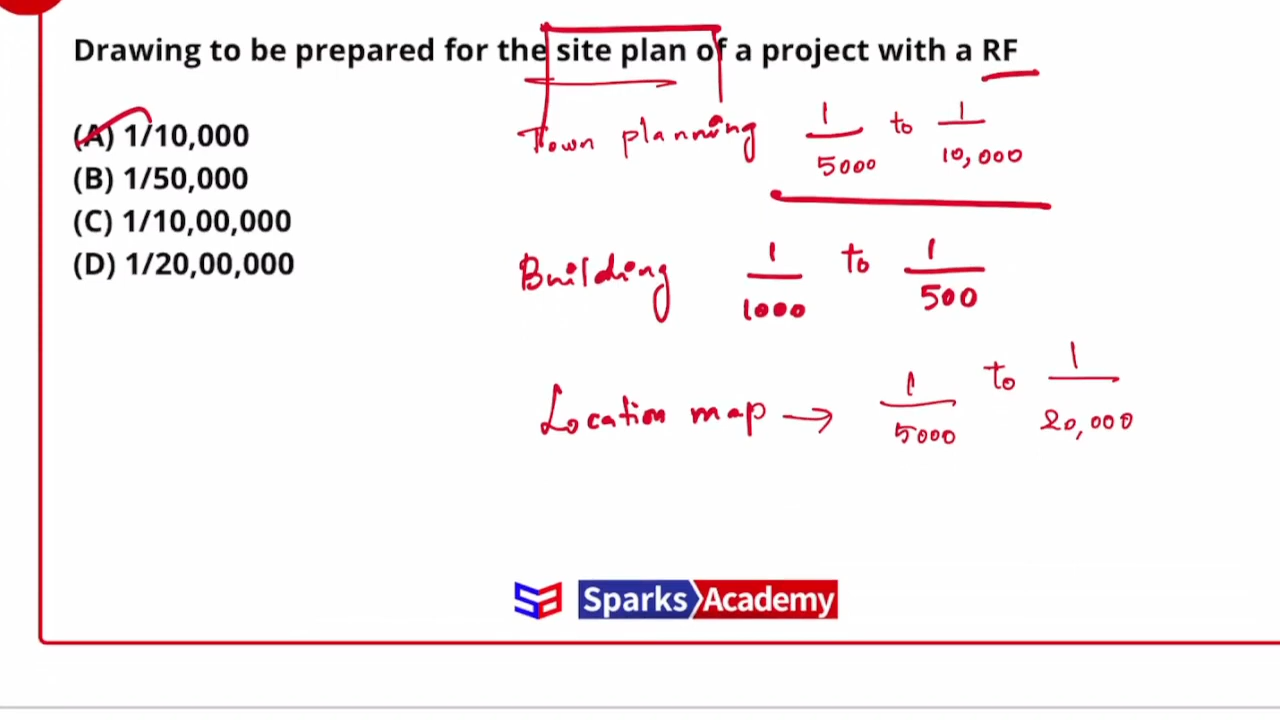 Drawing to be prepared for the site plan of a project with a RF
(A) 1/10,000
(B) 1/50,000
(C) 1/10,00,000
(D) 1/20,00,000
Town planning 1/5000 to 1/10,000
Building 1/1000 to 1/500
Location map → 1/5000 to 1/20,000
Sparks Academy